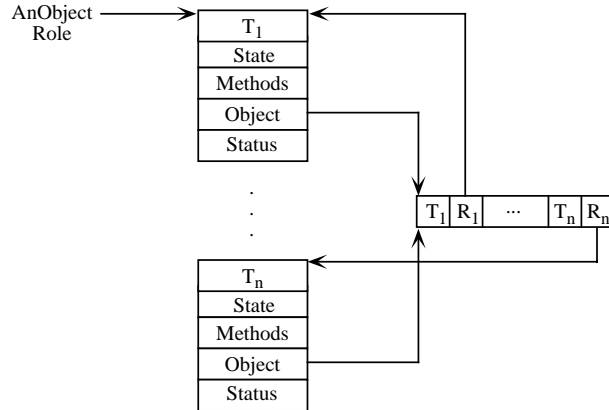 AnObject
Role
T1
State
Methods
Object
Status
.
.
.
T1 R1 ... Tn Rn
Tn
State
Methods
Object
Status